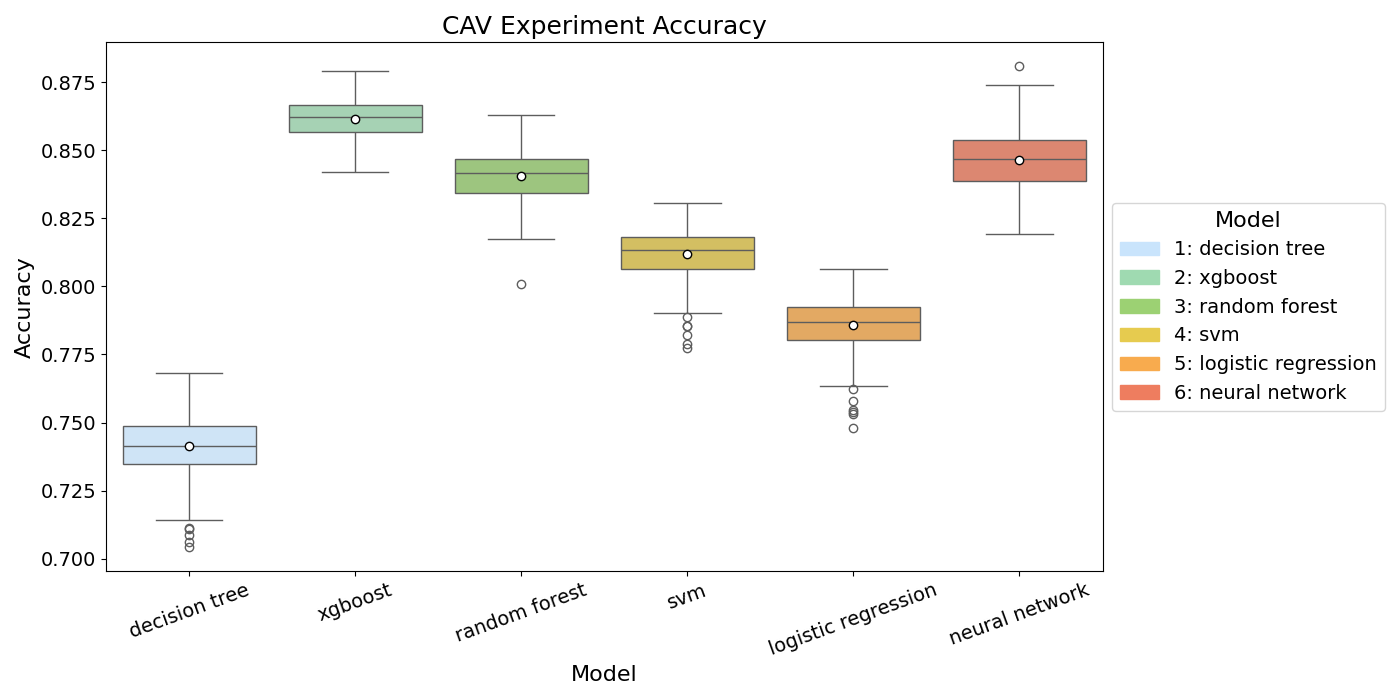 CAV Experiment Accuracy
Accuracy
0.875
0.850
0.825
0.800
0.775
0.750
0.725
0.700
decision tree
xgboost
random forest
svm
logistic regression
neural network
Model
Model
1: decision tree
2: xgboost
3: random forest
4: svm
5: logistic regression
6: neural network